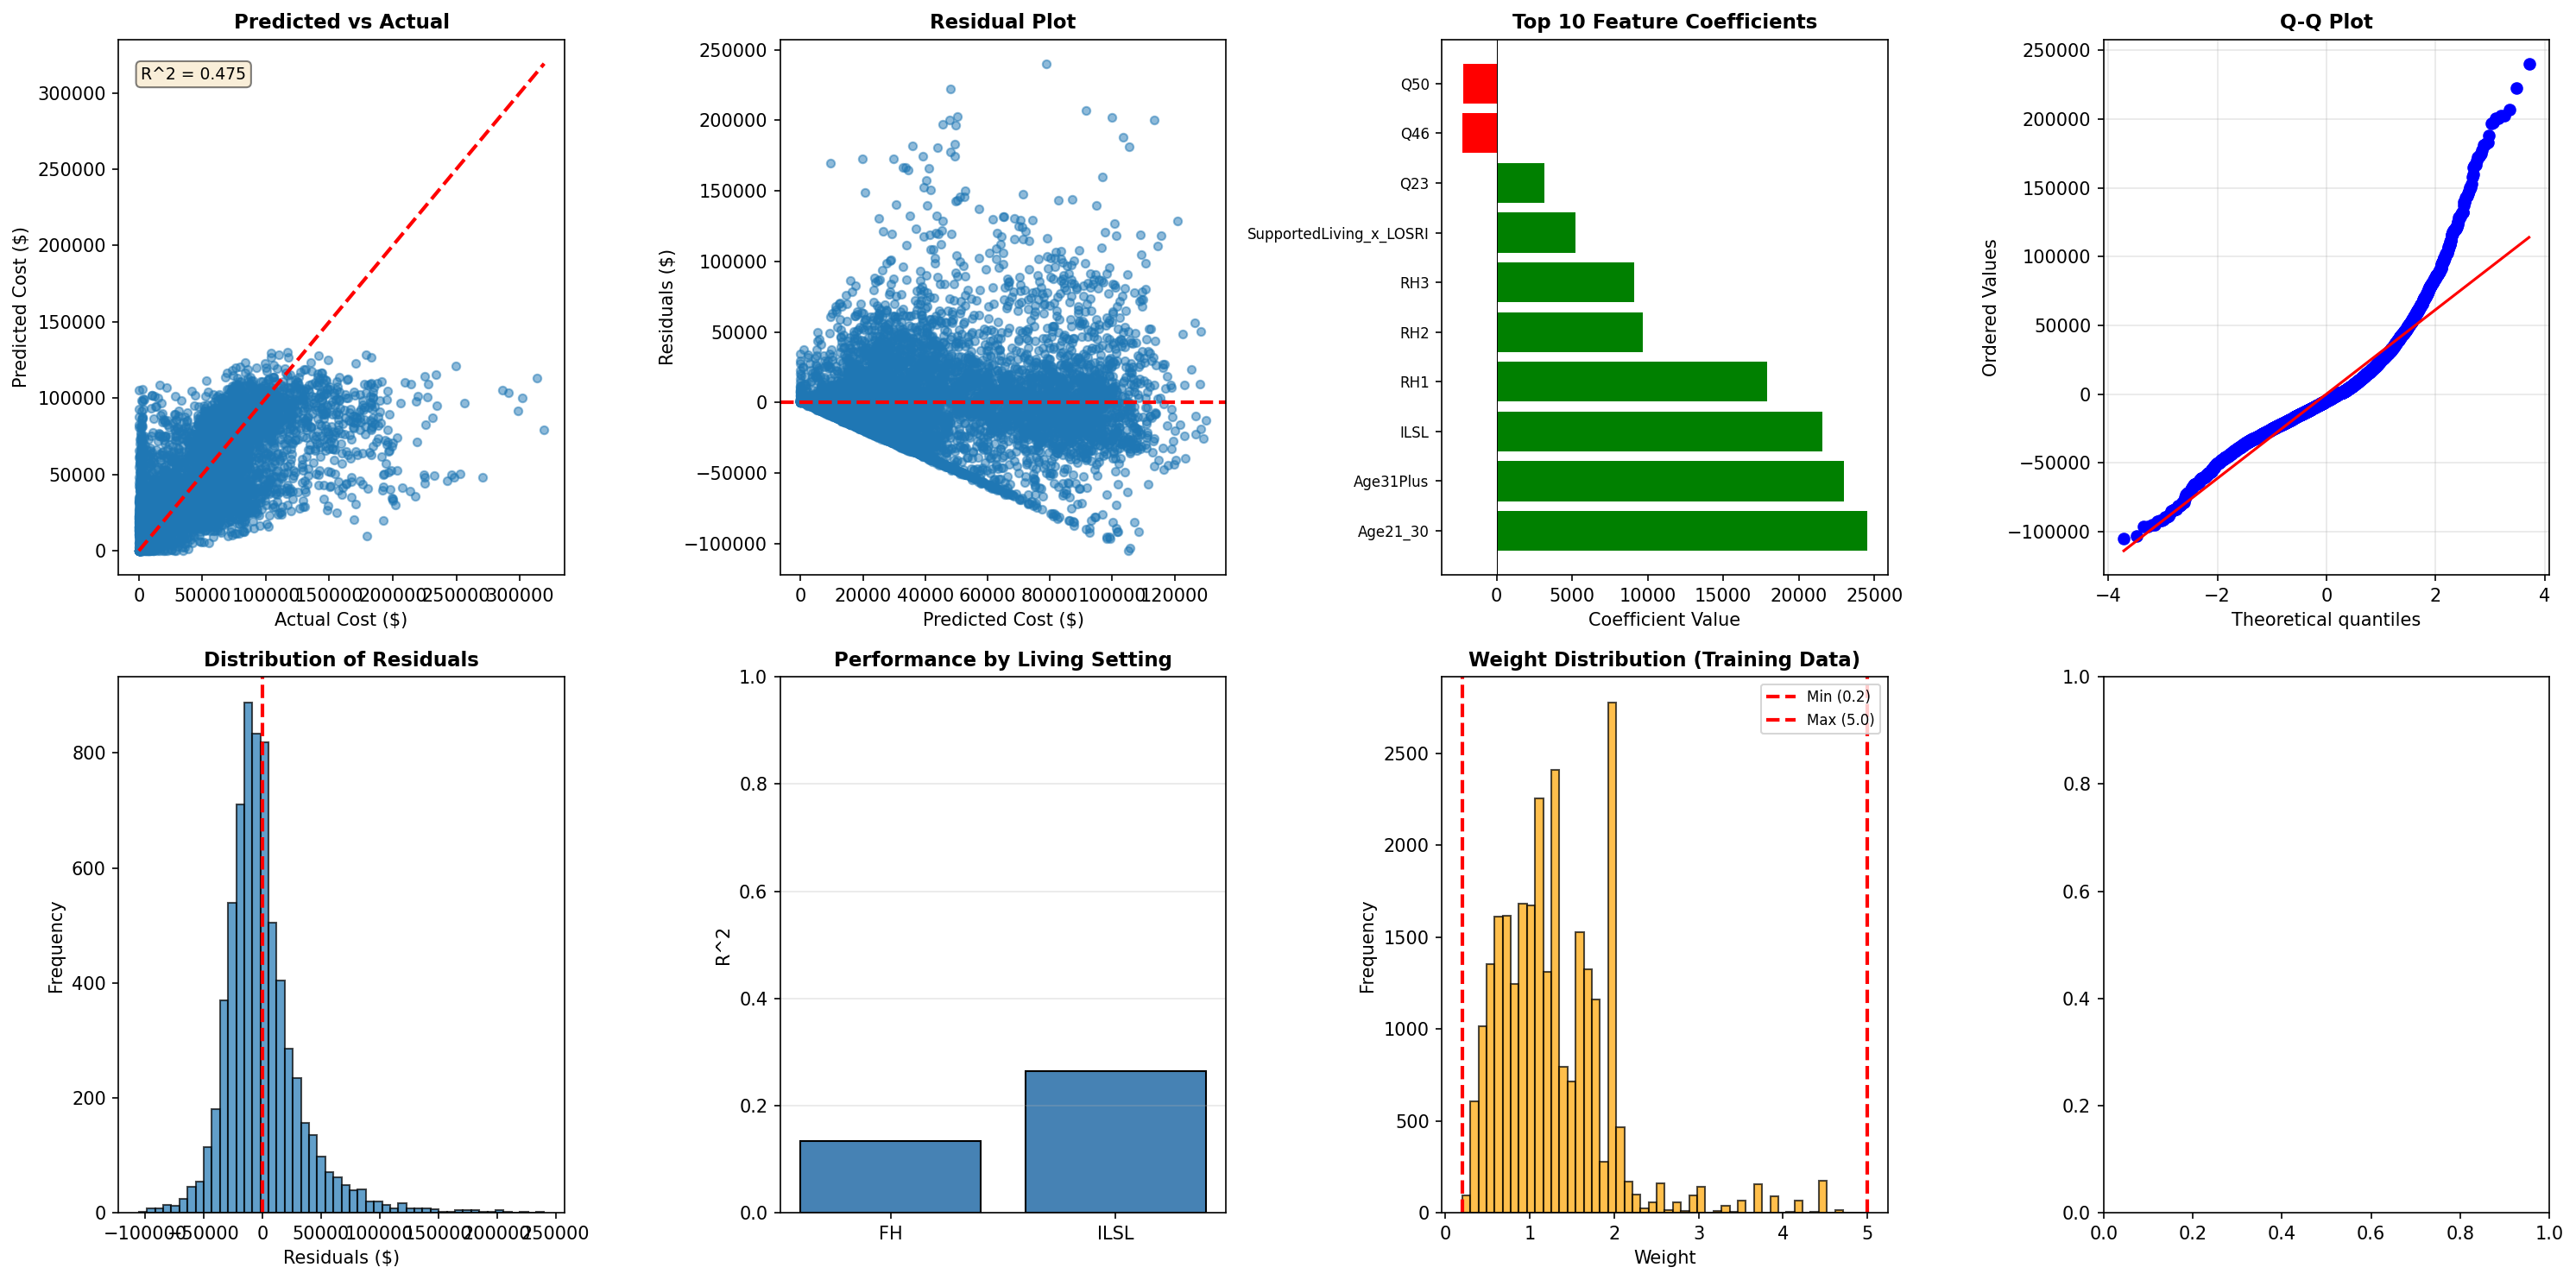 Predicted vs Actual
R^2 = 0.475
300000
250000
200000
150000
100000
50000
0
Predicted Cost ($)
0 50000 100000 150000 200000 250000 300000
Actual Cost ($)
Residual Plot
250000
200000
150000
100000
50000
0
−50000
−100000
Residuals ($)
0 20000 40000 60000 80000 100000 120000
Predicted Cost ($)
Top 10 Feature Coefficients
Q50
Q46
Q23
SupportedLiving_x_LOSRI
RH3
RH2
RH1
ILSL
Age31Plus
Age21_30
0 5000 10000 15000 20000 25000
Coefficient Value
Q-Q Plot
250000
200000
150000
100000
50000
0
−50000
−100000
Ordered Values
−4 −2 0 2 4
Theoretical quantiles
Distribution of Residuals
800
600
400
200
0
Frequency
−100000 −50000 0 50000 100000 150000 200000 250000
Residuals ($)
Performance by Living Setting
1.0
0.8
0.6
0.4
0.2
0.0
R^2
FH ILSL
Weight Distribution (Training Data)
Min (0.2)
Max (5.0)
2500
2000
1500
1000
500
0
Frequency
0 1 2 3 4 5
Weight
1.0
0.8
0.6
0.4
0.2
0.0
0.0 0.2 0.4 0.6 0.8 1.0